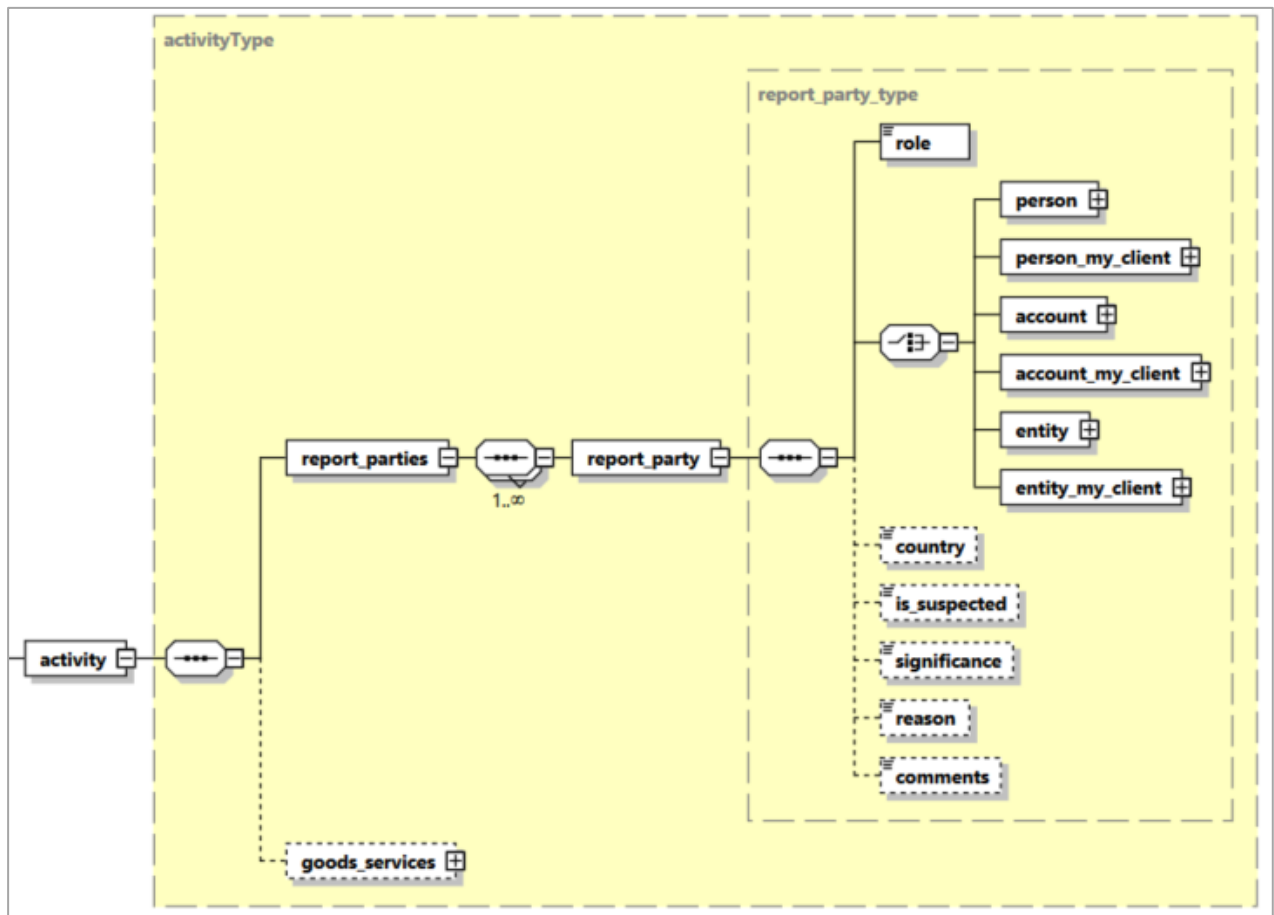 activityType
report_party_type
role
person
person_my_client
account
account_my_client
entity
entity_my_client
report_parties
1..∞
report_party
country
is_suspected
significance
reason
comments
activity
goods_services